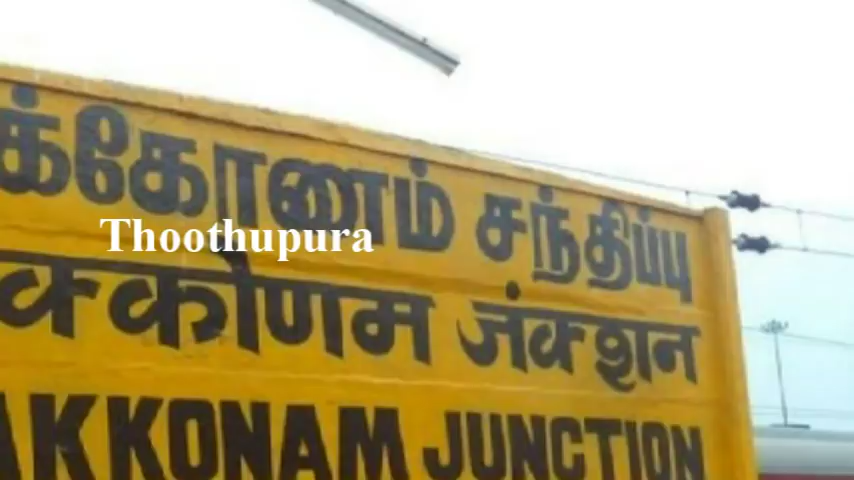 க்கோணம் சந்திப்பு
Thoothupura
क्कोणम जंक्शन
AKKONAM JUNCTION